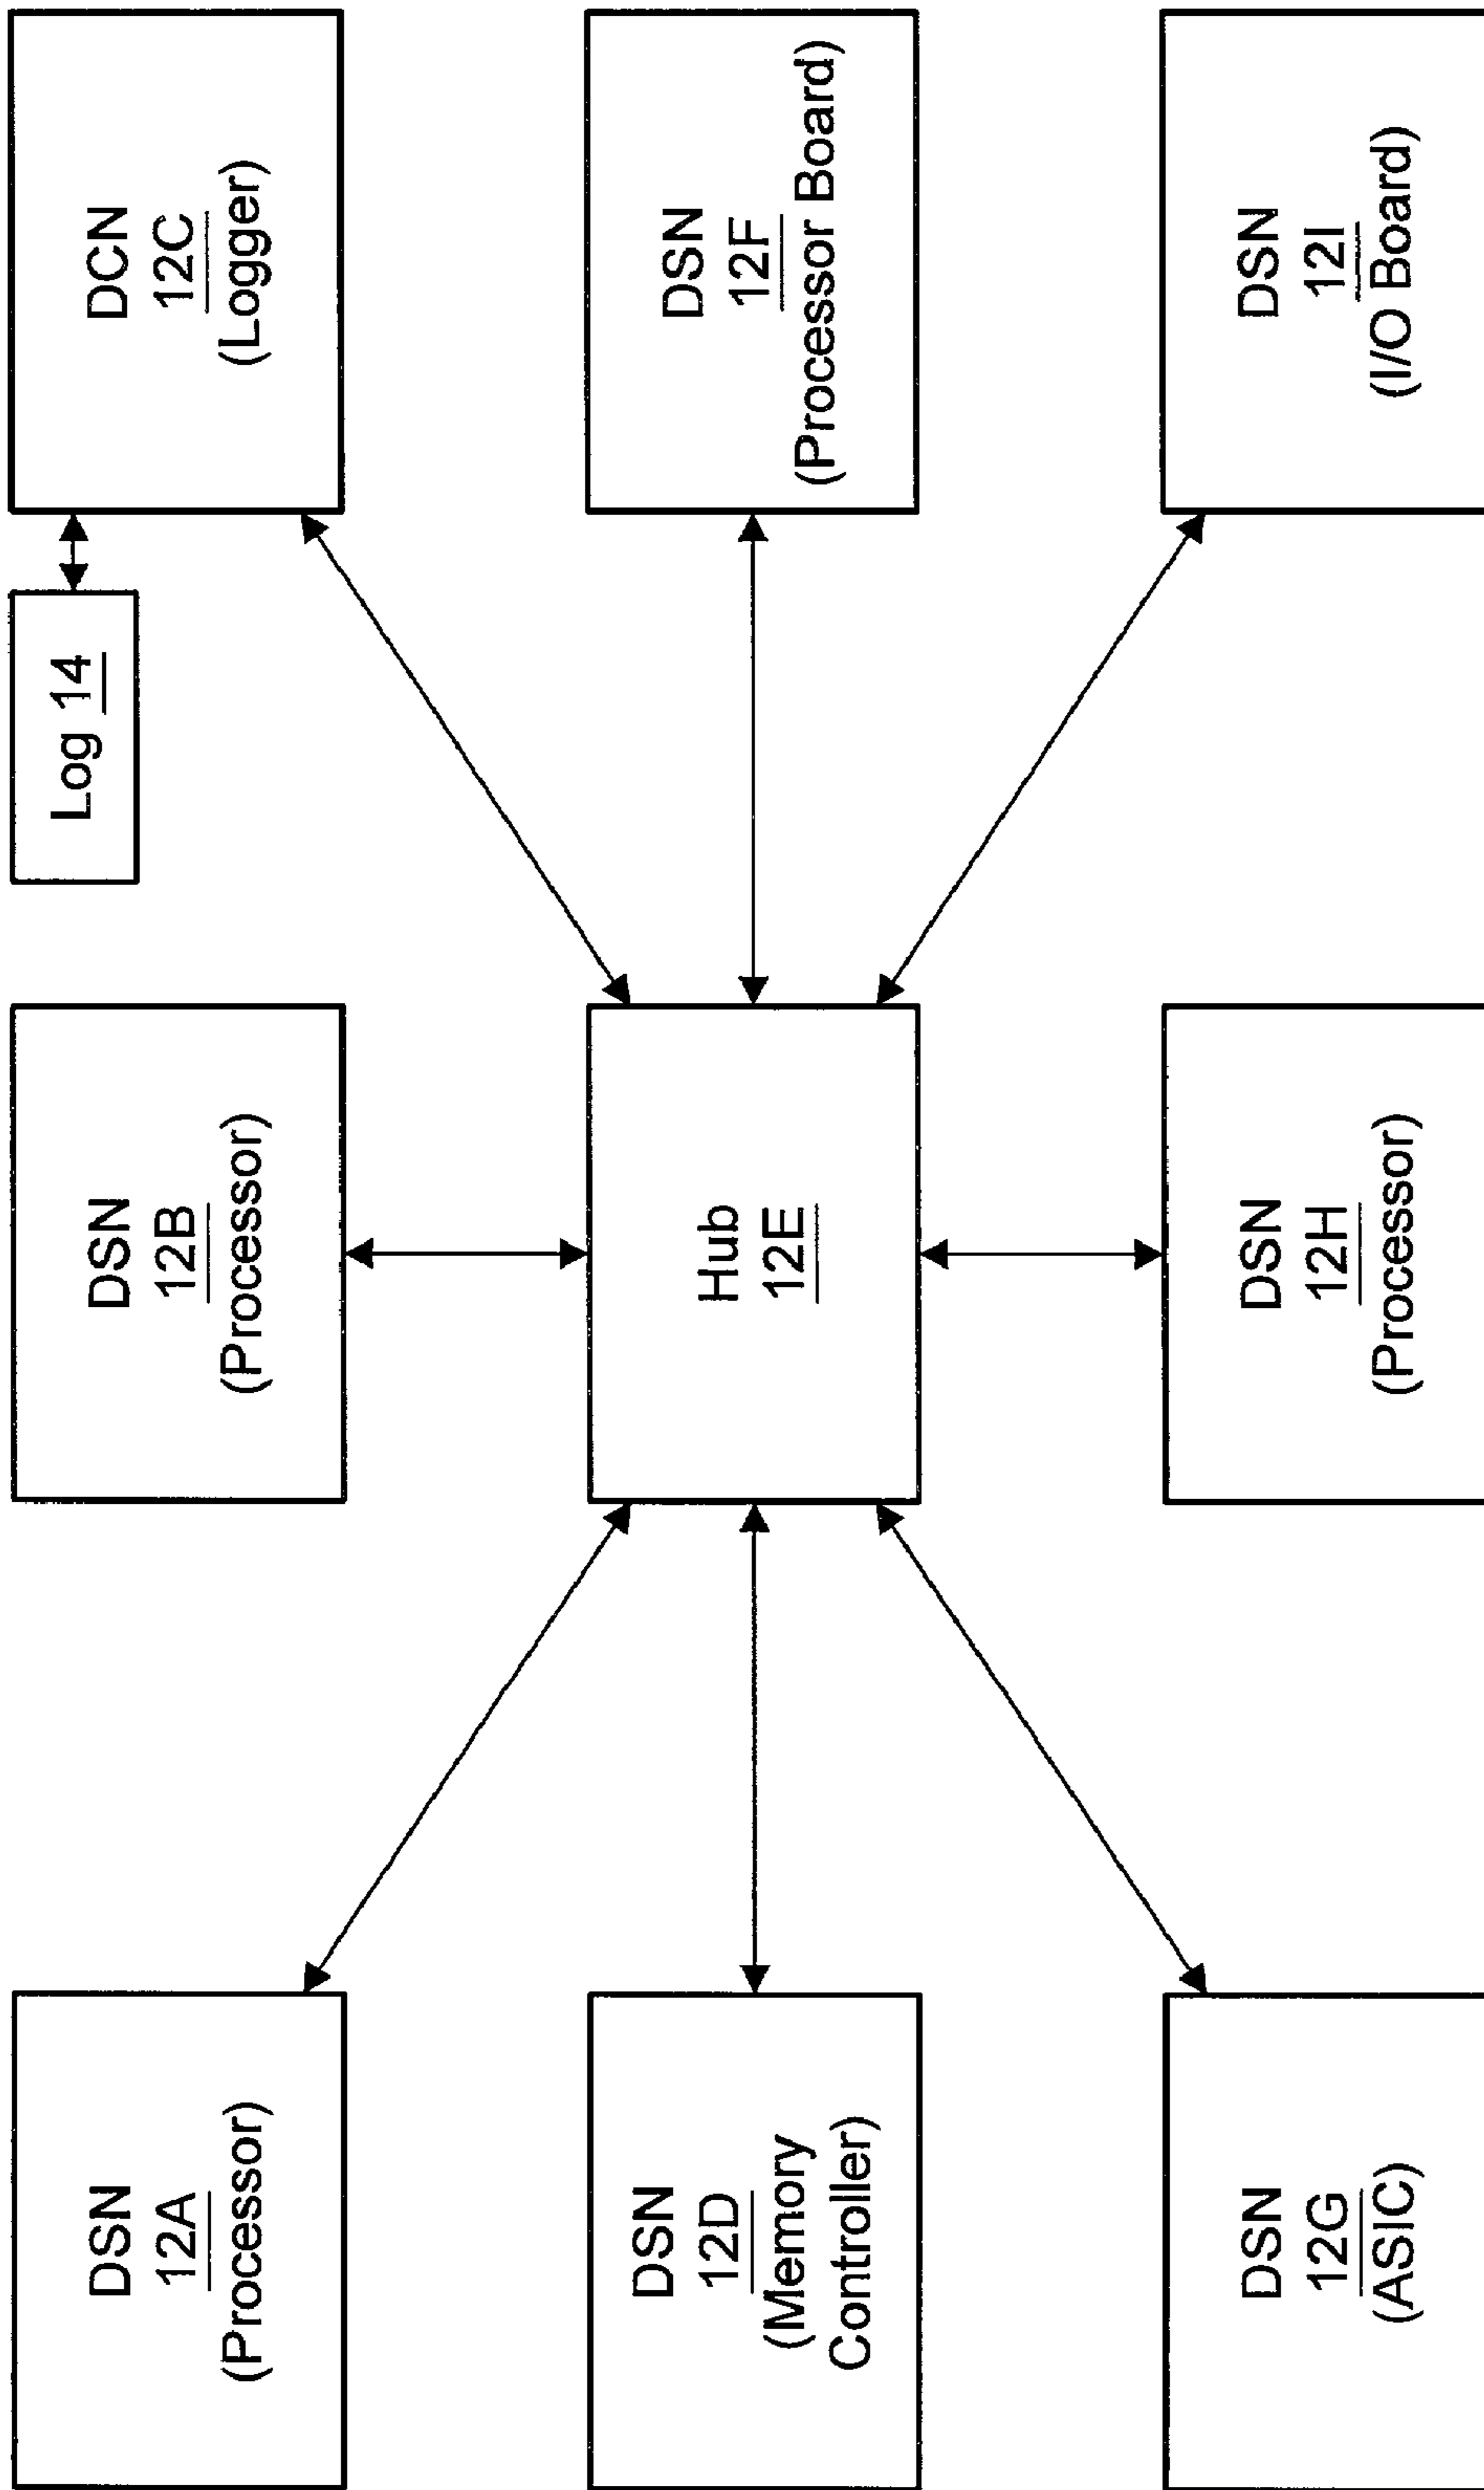 DSN
12A
(Processor)
DSN
12B
(Processor)
Log 14
DCN
12C
(Logger)
DSN
12D
(Memory
Controller)
Hub
12E
DSN
12F
(Processor Board)
DSN
12G
(ASIC)
DSN
12H
(Processor)
DSN
12I
(I/O Board)